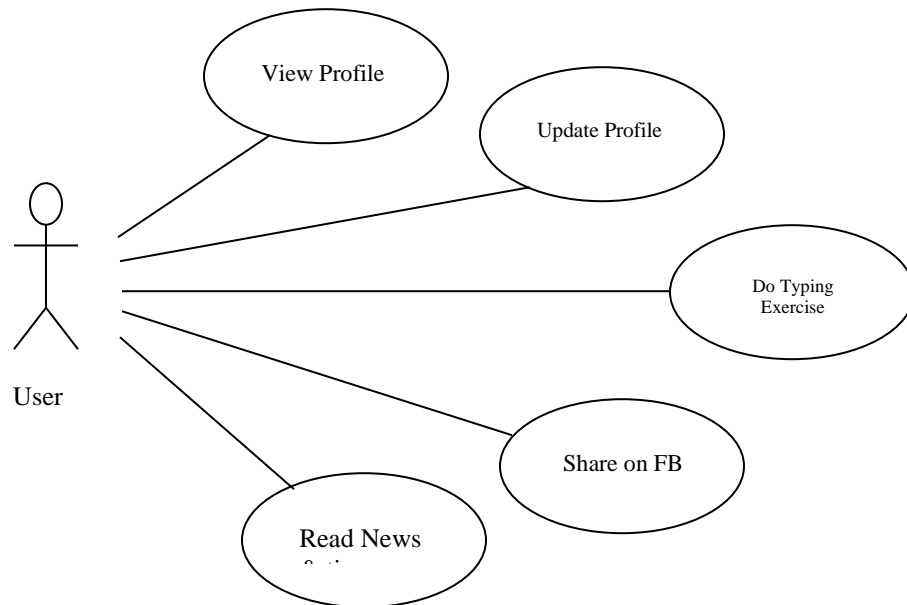 View Profile
Update Profile
Do Typing
Exercise
User
Share on FB
Read News